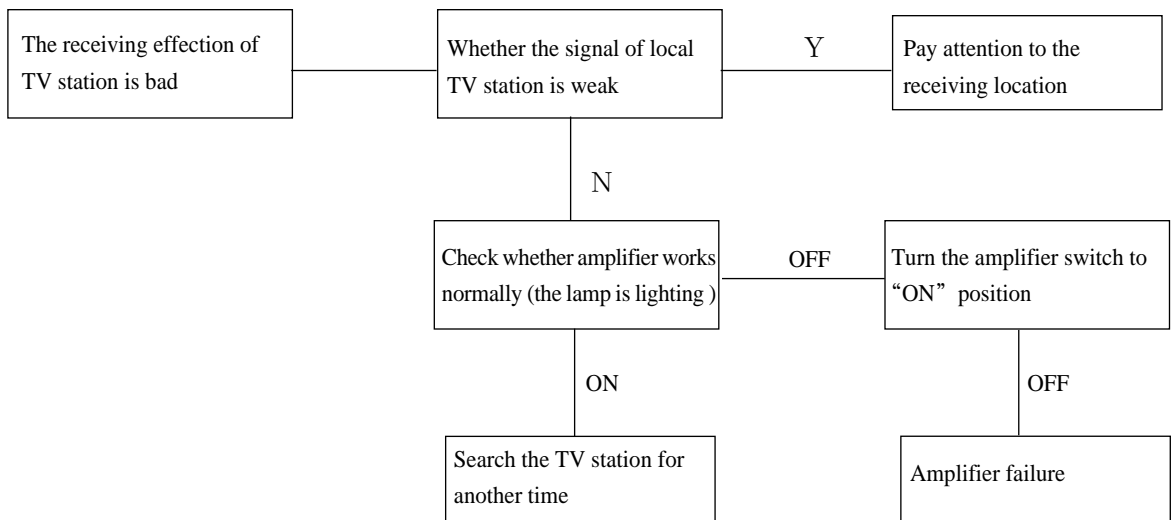 The receiving effection of
TV station is bad
Whether the signal of local
TV station is weak
Y
Pay attention to the
receiving location
N
Check whether amplifier works
normally (the lamp is lighting )
OFF
Turn the amplifier switch to
“ON” position
ON
OFF
Search the TV station for
another time
Amplifier failure